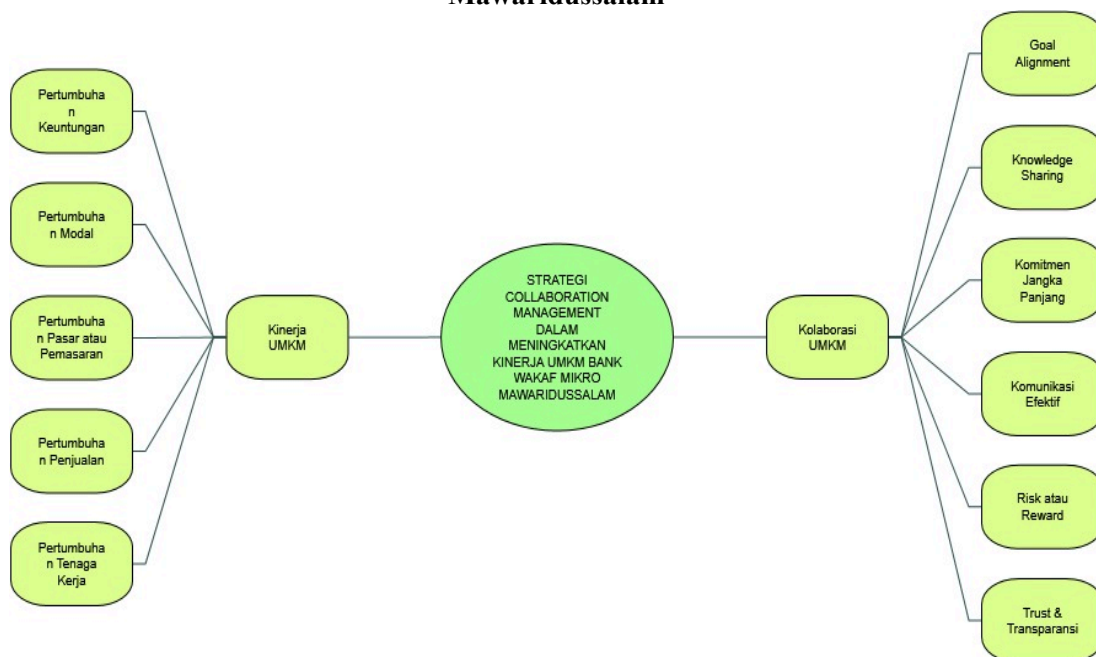 Mawaridussalam
Pertumbuha
n
Keuntungan
Pertumbuha
n Modal
Pertumbuha
n Pasar atau
Pemasaran
Pertumbuha
n Penjualan
Pertumbuha
n Tenaga
Kerja
Kinerja
UMKM
STRATEGI
COLLABORATION
MANAGEMENT
DALAM
MENINGKATKAN
KINERJA UMKM BANK
WAKAF MIKRO
MAWARIDUSSALAM
Kolaborasi
UMKM
Goal
Alignment
Knowledge
Sharing
Komitmen
Jangka
Panjang
Komunikasi
Efektif
Risk atau
Reward
Trust &
Transparansi